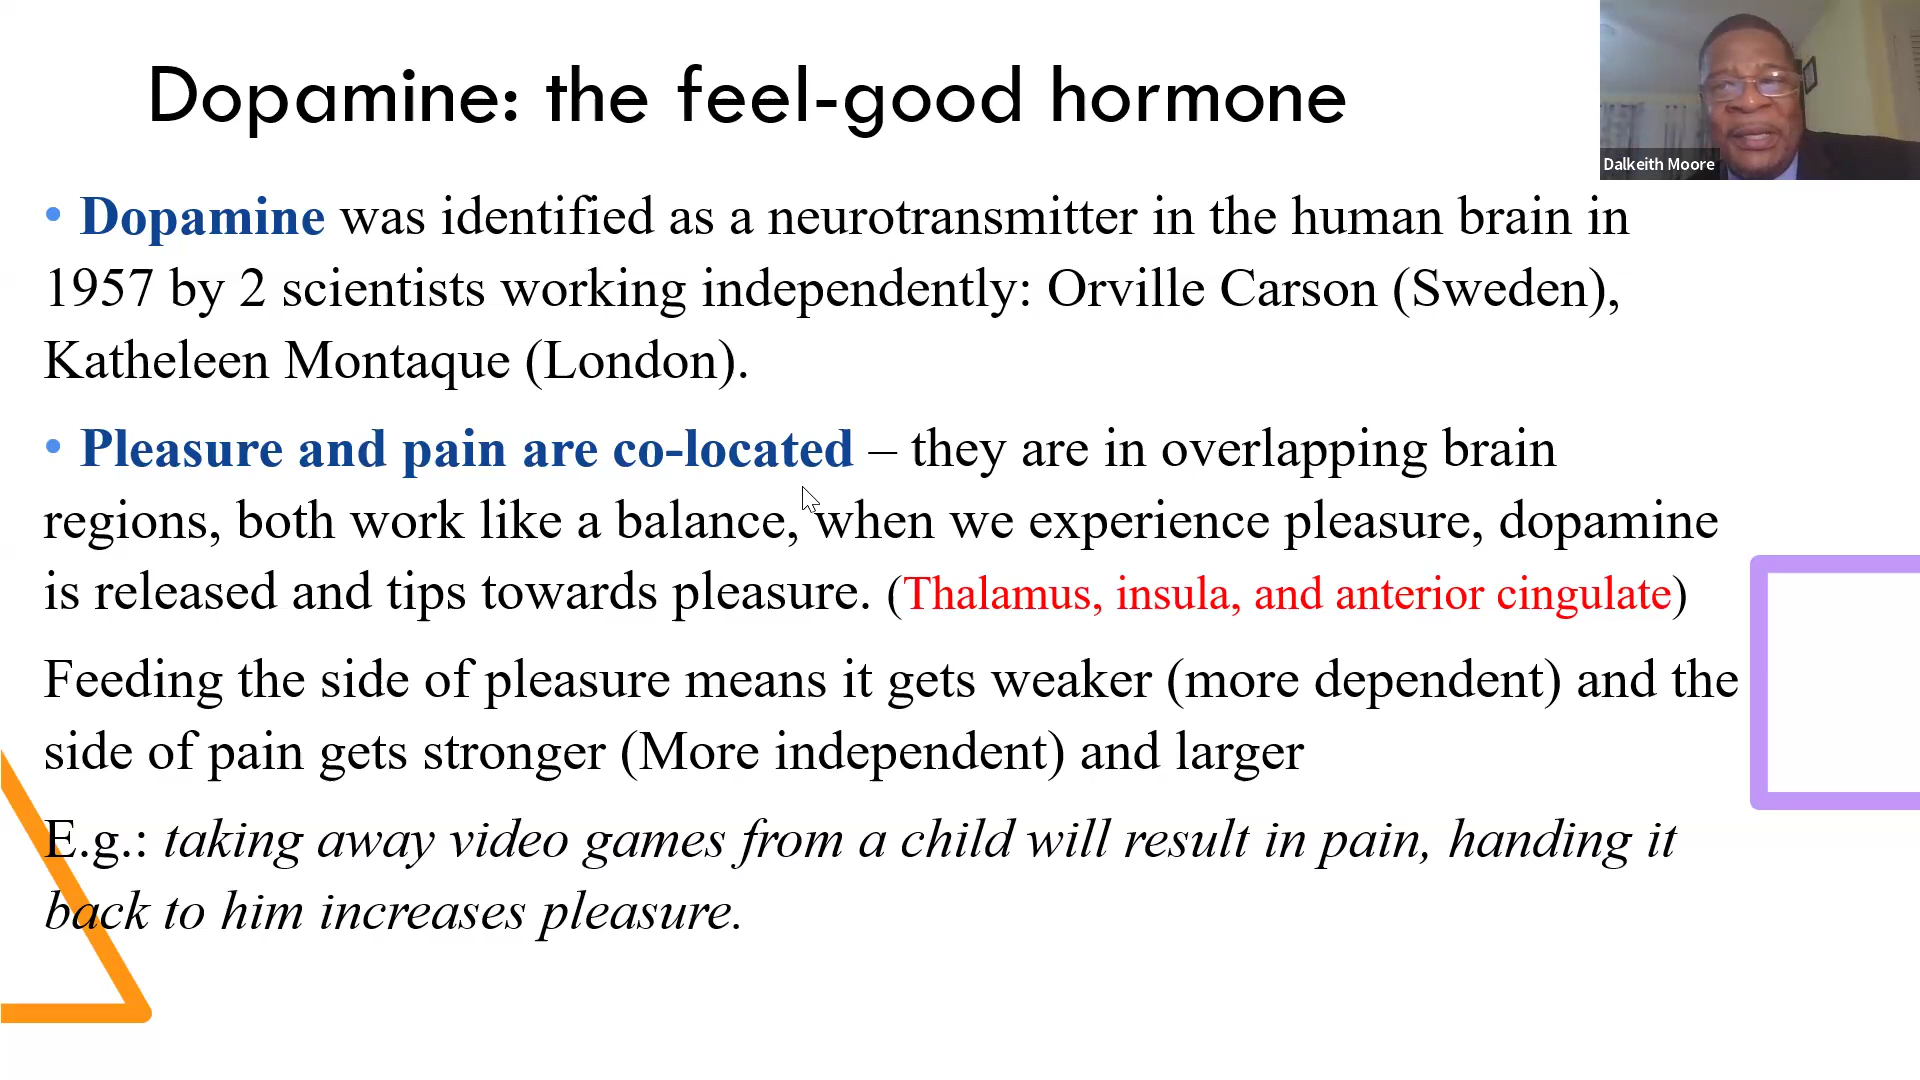 Dopamine: the feel-good hormone
Dalkeith Moore
• Dopamine was identified as a neurotransmitter in the human brain in
1957 by 2 scientists working independently: Orville Carson (Sweden),
Katheleen Montaque (London).
• Pleasure and pain are co-located – they are in overlapping brain
regions, both work like a balance, when we experience pleasure, dopamine
is released and tips towards pleasure. (Thalamus, insula, and anterior cingulate)
Feeding the side of pleasure means it gets weaker (more dependent) and the
side of pain gets stronger (More independent) and larger
E.g.: taking away video games from a child will result in pain, handing it
back to him increases pleasure.